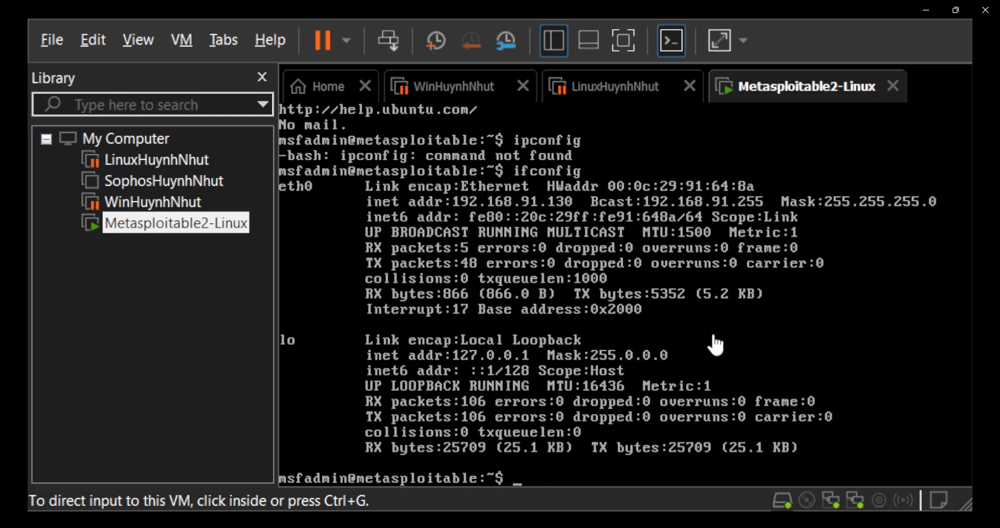 File Edit View VM Tabs Help
Library
Type here to search
My Computer
LinuxHuynhNhut
SophosHuynhNhut
WinHuynhNhut
Metasploitable2-Linux
Home WinHuynhNhut LinuxHuynhNhut Metasploitable2-Linux
http://help.ubuntu.com/
No mail.
msfadmin@metasploitable:~$ ipconfig
-bash: ipconfig: command not found
msfadmin@metasploitable:~$ ifconfig
eth0 Link encap:Ethernet HWaddr 00:0c:29:91:64:8a
inet addr:192.168.91.130 Bcast:192.168.91.255 Mask:255.255.255.0
inet6 addr: fe80::20c:29ff:fe91:648a/64 Scope:Link
UP BROADCAST RUNNING MULTICAST MTU:1500 Metric:1
RX packets:5 errors:0 dropped:0 overruns:0 frame:0
TX packets:48 errors:0 dropped:0 overruns:0 carrier:0
collisions:0 txqueuelen:1000
RX bytes:866 (866.0 B) TX bytes:5352 (5.2 KB)
Interrupt:17 Base address:0x2000
lo Link encap:Local Loopback
inet addr:127.0.0.1 Mask:255.0.0.0
inet6 addr: ::1/128 Scope:Host
UP LOOPBACK RUNNING MTU:16436 Metric:1
RX packets:106 errors:0 dropped:0 overruns:0 frame:0
TX packets:106 errors:0 dropped:0 overruns:0 carrier:0
collisions:0 txqueuelen:0
RX bytes:25709 (25.1 KB) TX bytes:25709 (25.1 KB)
msfadmin@metasploitable:~$ _
To direct input to this VM, click inside or press Ctrl+G.